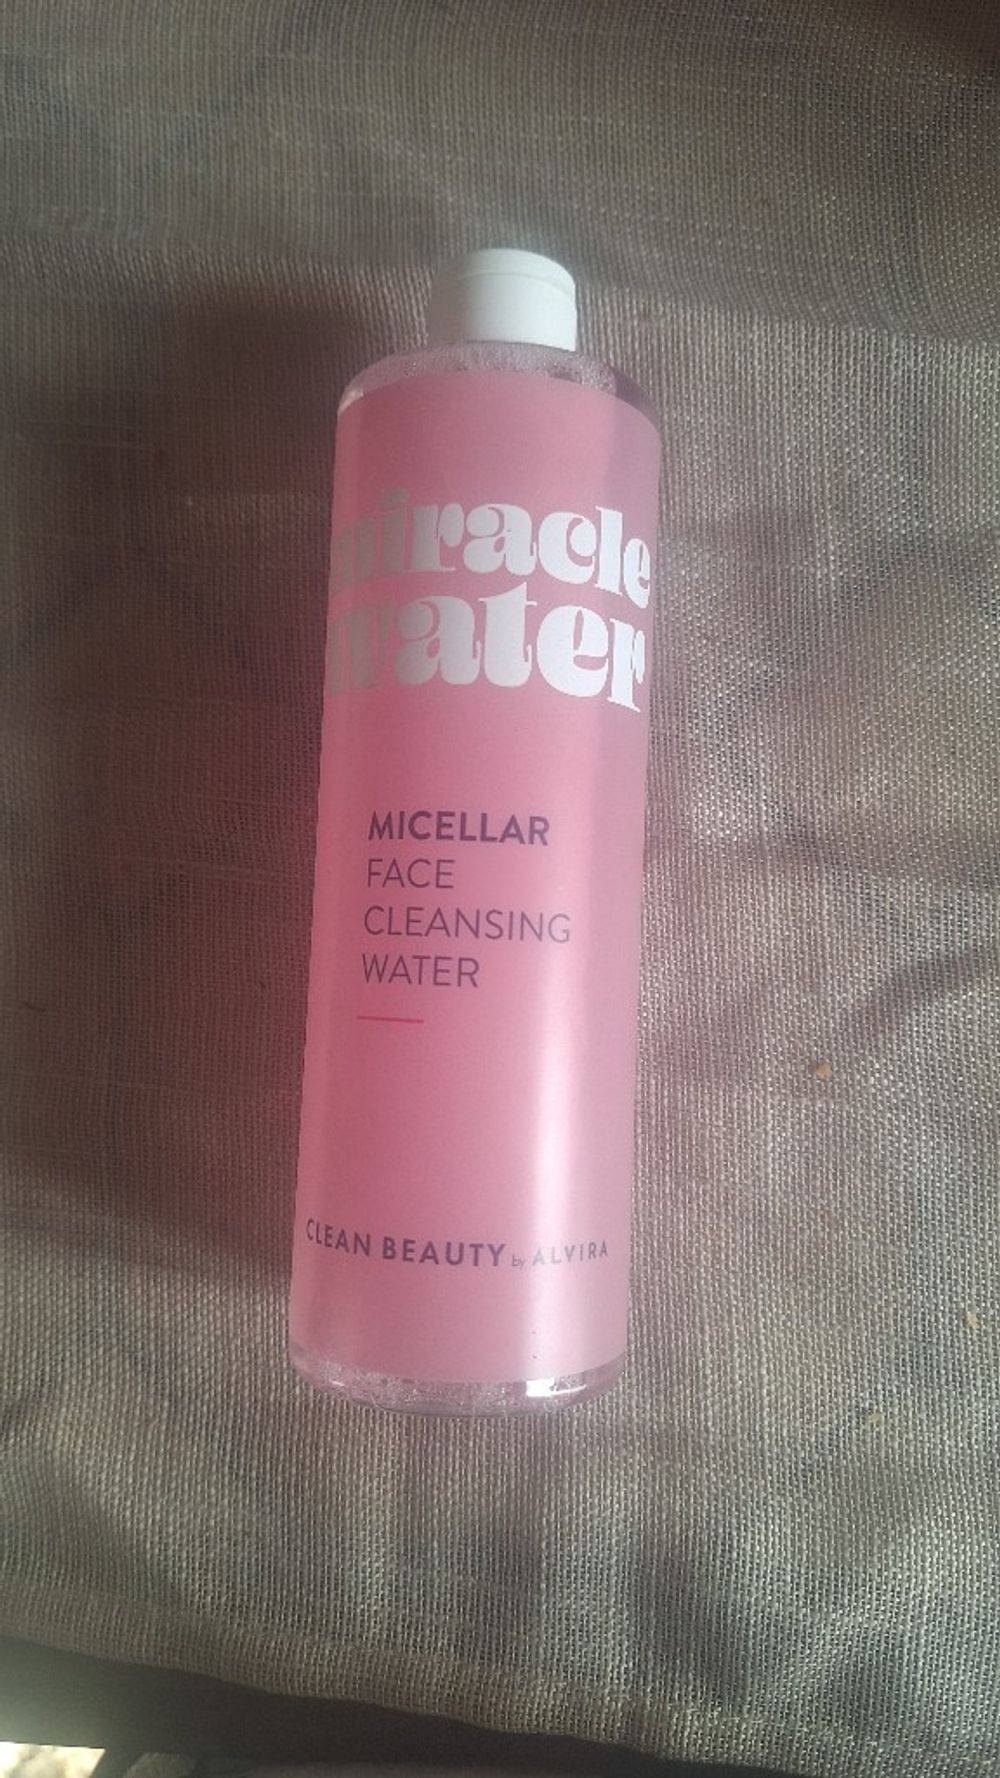 miracle
water
MICELLAR
FACE
CLEANSING
WATER
CLEAN BEAUTY by ALVIRA